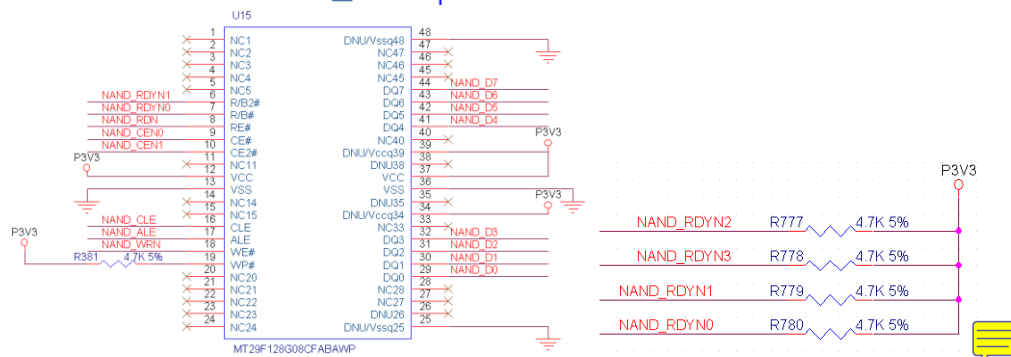 U15
1 NC1 DNU/Vssq48 48
2 NC2 NC47 47
3 NC3 NC46 46
4 NC4 NC45 45
5 NC5 DQ7 44 NAND_D7
NAND_RDYN1 6 R/B2# DQ6 43 NAND_D6
NAND_RDYN0 7 R/B# DQ5 42 NAND_D5
NAND_RDN 8 RE# DQ4 41 NAND_D4
NAND_CEN0 9 CE# NC40 40
NAND_CEN1 10 CE2# DNU/Vccq39 39 P3V3
P3V3 11 NC11 DNU38 38
12 VCC VCC 37
13 VSS VSS 36
14 NC14 DNU35 35
15 NC15 DNU/Vccq34 34 P3V3
NAND_CLE 16 CLE NC33 33
NAND_ALE 17 ALE DQ3 32 NAND_D3
NAND_WRN 18 WE# DQ2 31 NAND_D2
P3V3 R381 4.7K 5% 19 WP# DQ1 30 NAND_D1
20 NC20 DQ0 29 NAND_D0
21 NC21 NC28 28
22 NC22 NC27 27
23 NC23 DNU26 26
24 NC24 DNU/Vssq25 25
MT29F128G08CFABAWP
P3V3
NAND_RDYN2 R777 4.7K 5%
NAND_RDYN3 R778 4.7K 5%
NAND_RDYN1 R779 4.7K 5%
NAND_RDYN0 R780 4.7K 5%